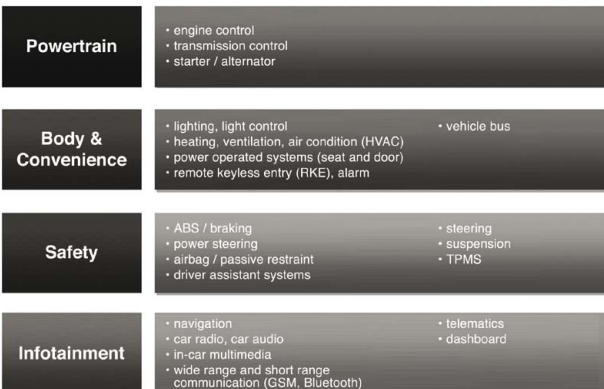 Powertrain
• engine control
• transmission control
• starter / alternator
Body &
Convenience
• lighting, light control
• heating, ventilation, air condition (HVAC)
• power operated systems (seat and door)
• remote keyless entry (RKE), alarm
• vehicle bus
Safety
• ABS / braking
• power steering
• airbag / passive restraint
• driver assistant systems
• steering
• suspension
• TPMS
Infotainment
• navigation
• car radio, car audio
• in-car multimedia
• wide range and short range
communication (GSM, Bluetooth)
• telematics
• dashboard